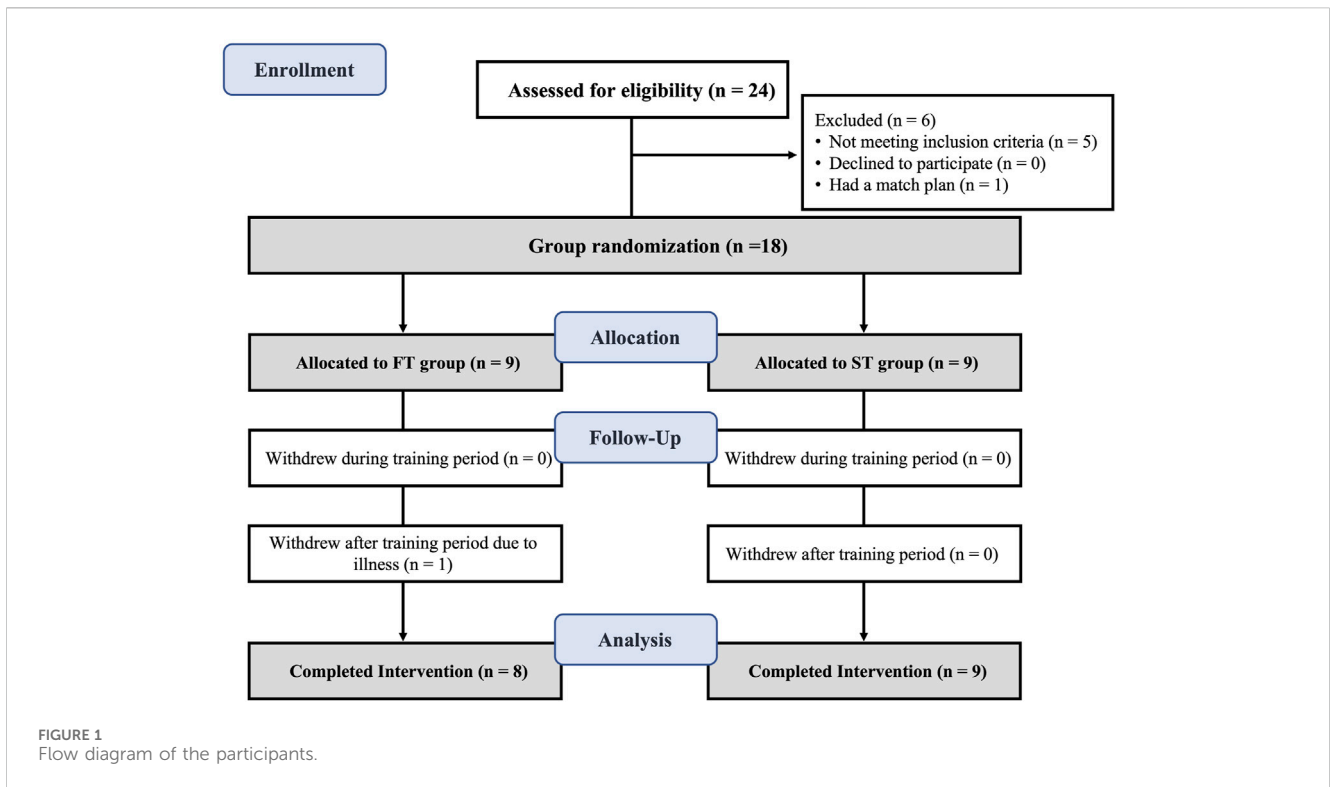 Enrollment
Assessed for eligibility (n = 24)
Excluded (n = 6)
• Not meeting inclusion criteria (n = 5)
• Declined to participate (n = 0)
• Had a match plan (n = 1)
Group randomization (n =18)
Allocation
Allocated to FT group (n = 9)
Allocated to ST group (n = 9)
Follow-Up
Withdrew during training period (n = 0)
Withdrew during training period (n = 0)
Withdrew after training period due to
illness (n = 1)
Withdrew after training period (n = 0)
Analysis
Completed Intervention (n = 8)
Completed Intervention (n = 9)
FIGURE 1
Flow diagram of the participants.